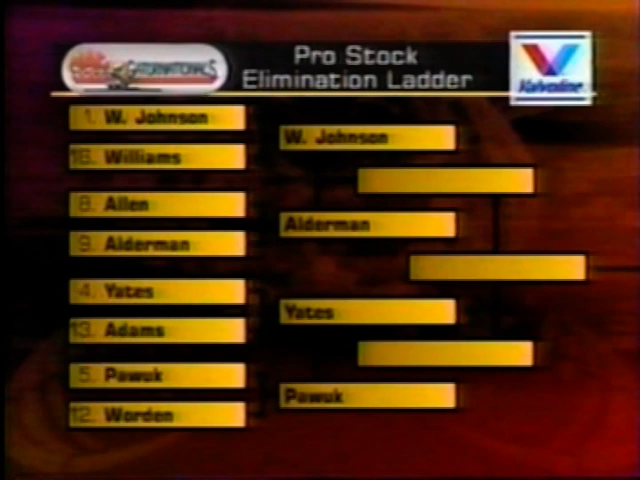 Pro Stock
Elimination Ladder
Valvoline
1. W. Johnson
16. Williams
8. Allen
9. Alderman
4. Yates
13. Adams
5. Pawuk
12. Worden
W. Johnson
Alderman
Yates
Pawuk